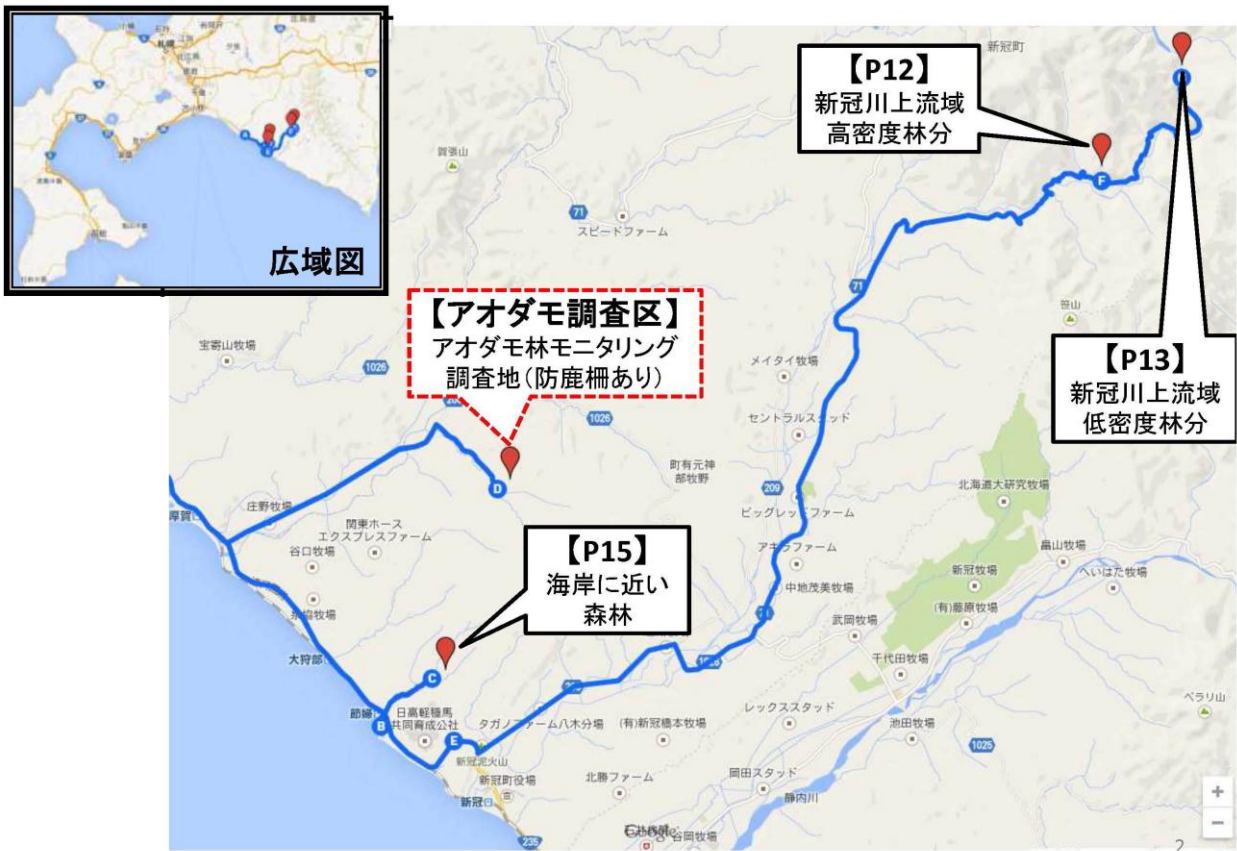 広域図
【P12】
新冠川上流域
高密度林分
【P13】
新冠川上流域
低密度林分
【アオダモ調査区】
アオダモ林モニタリング
調査地(防鹿柵あり)
【P15】
海岸に近い
森林
新冠町
賀張山
71
スピードファーム
71
笹山
宝寄山牧場
1026
1026
メイタイ牧場
セントラルスタッド
町有元神
部牧野
209
ビッグレッドファーム
北海道大研究牧場
庄野牧場
関東ホース
エクスプレスファーム
谷口牧場
アキラファーム
中地茂美牧場
畠山牧場
新冠牧場
へいはた牧場
(有)藤原牧場
武岡牧場
千代田牧場
大狩部
節婦
日高軽種馬
共同育成公社
タガノファーム八木分場
(有)新冠橋本牧場
レックススタッド
池田牧場
ペラリ山
1025
新冠泥火山
新冠町役場
北勝ファーム
岡田スタッド
静内川
新冠
235
Google
谷岡牧場
B
C
D
E
F
+
−
2
札幌